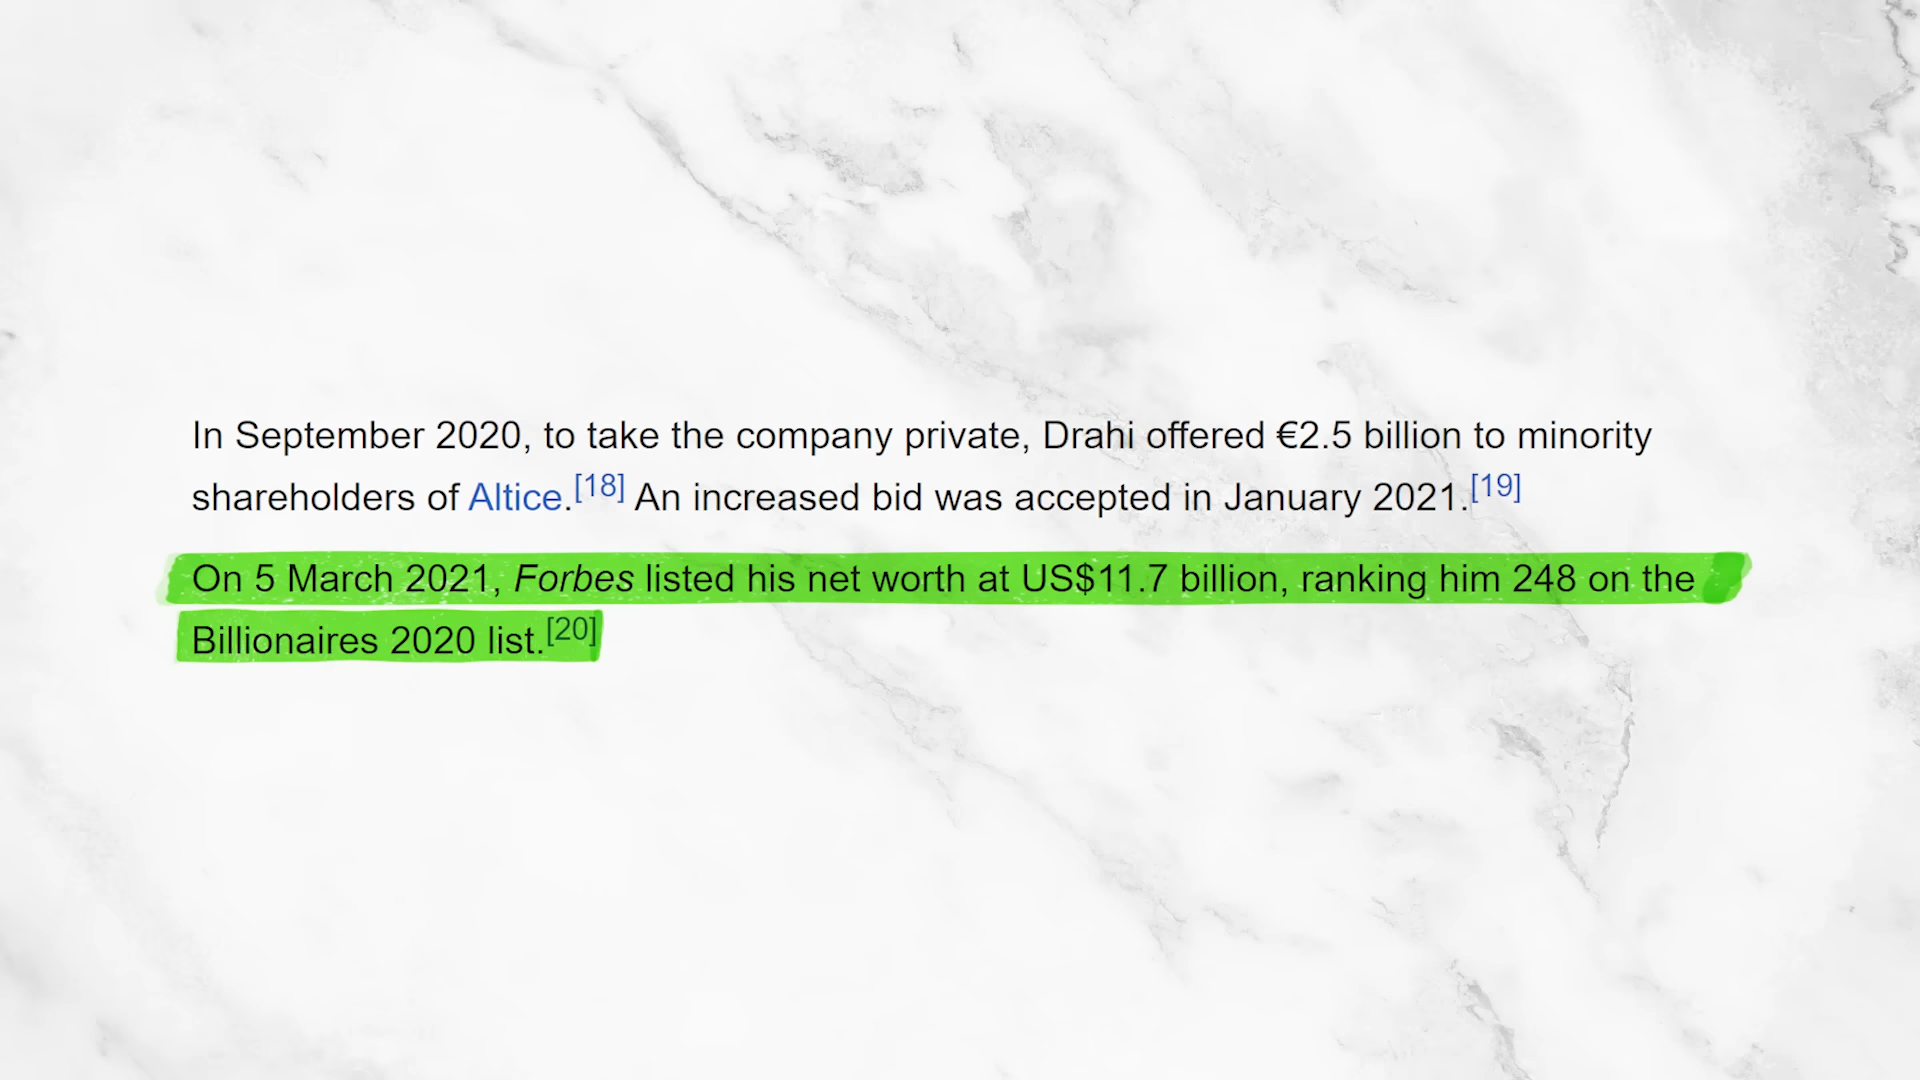 In September 2020, to take the company private, Drahi offered €2.5 billion to minority
shareholders of Altice.[18] An increased bid was accepted in January 2021.[19]
On 5 March 2021, Forbes listed his net worth at US$11.7 billion, ranking him 248 on the
Billionaires 2020 list.[20]